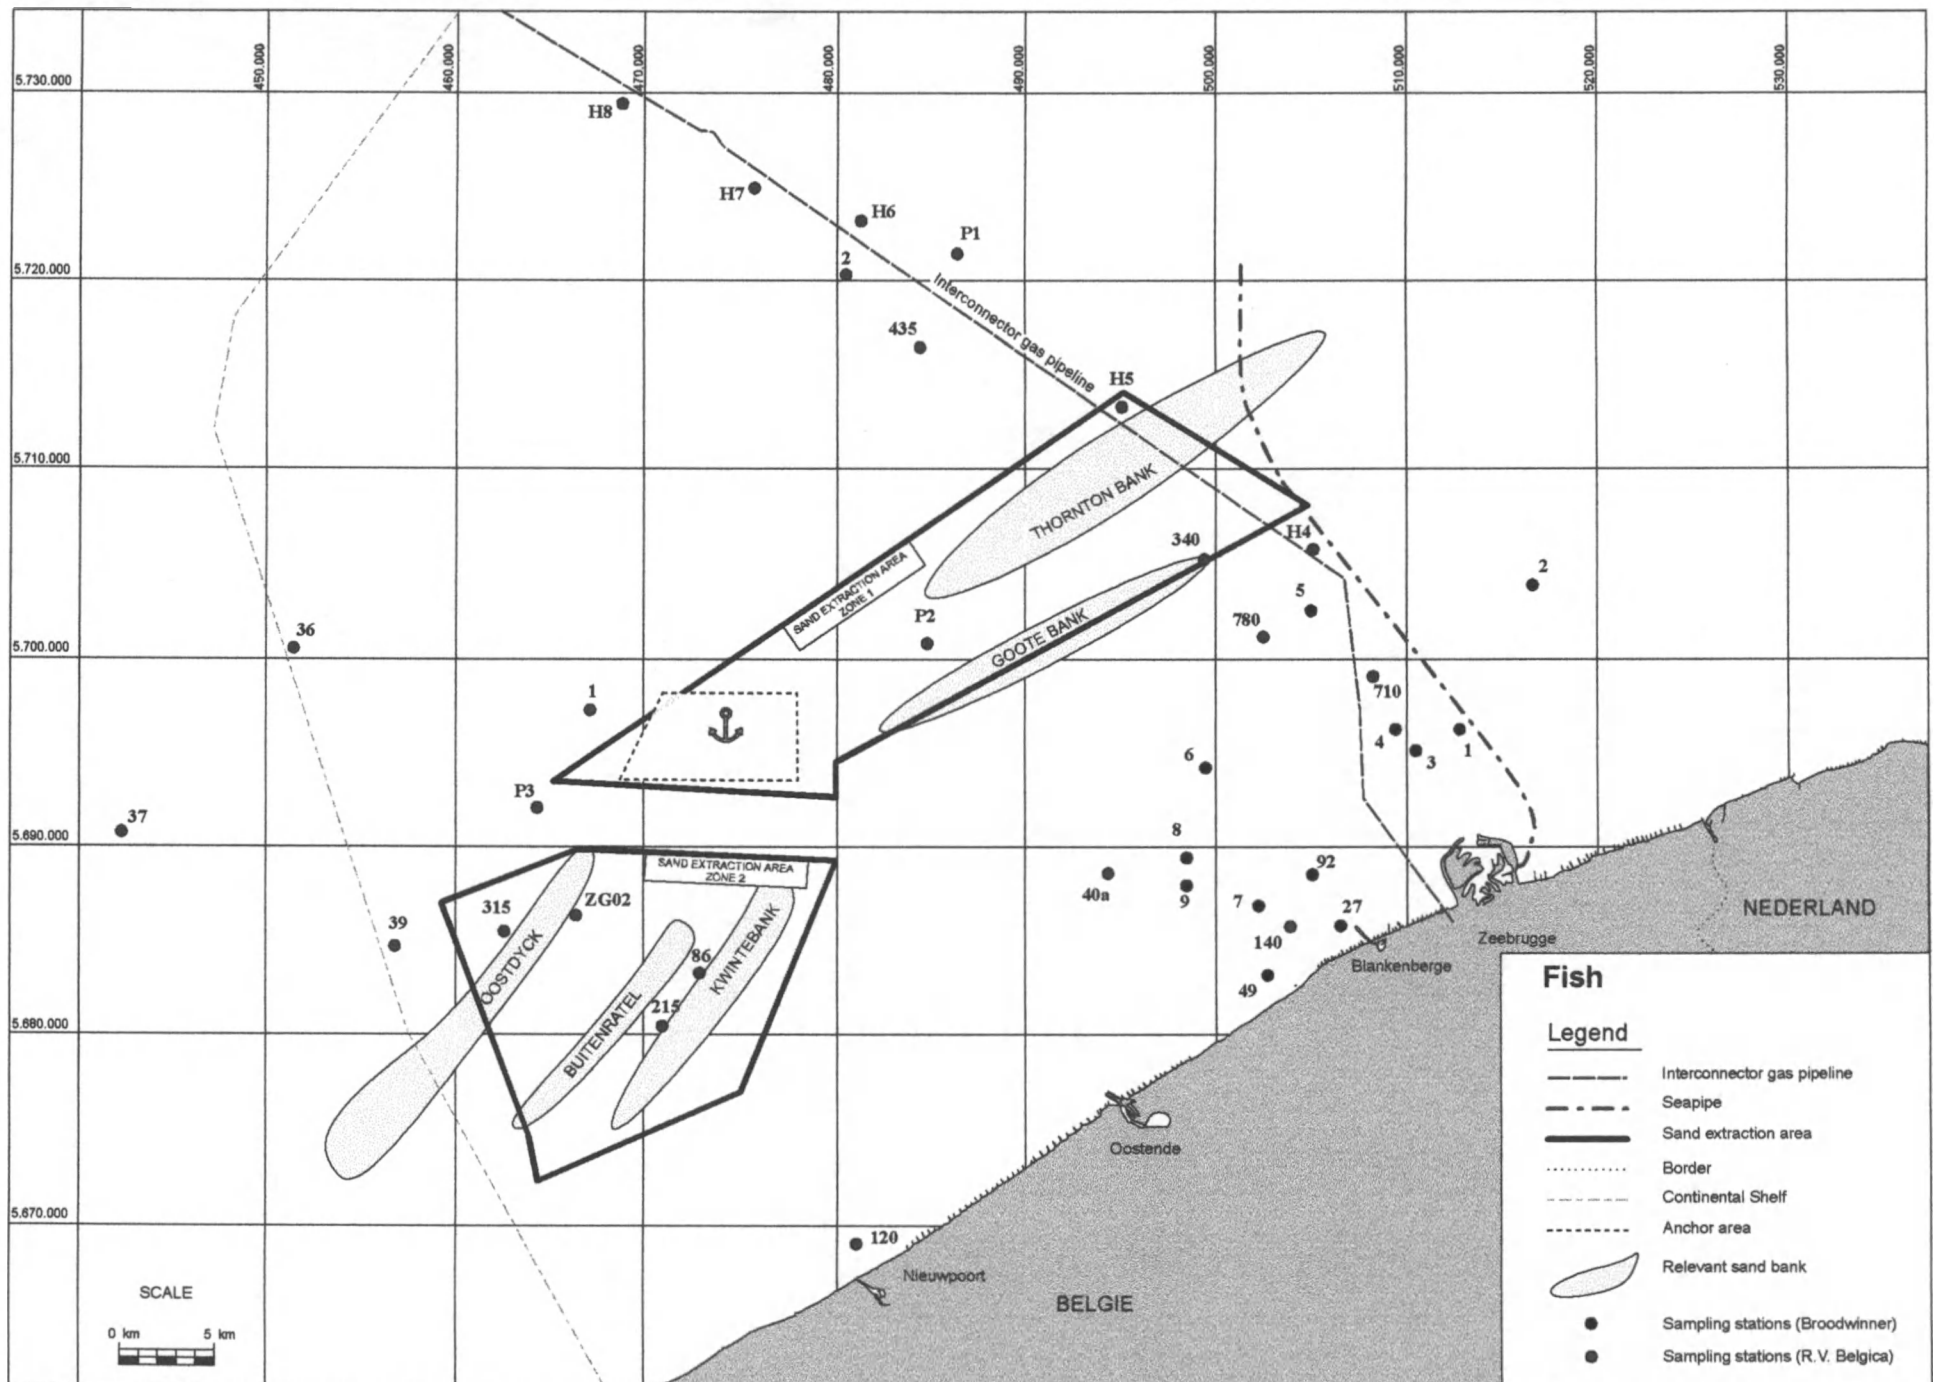 450.000
460.000
470.000
480.000
490.000
500.000
510.000
520.000
530.000
5.730.000
H8
H7
H6
P1
2
5.720.000
Interconnector gas pipeline
435
H5
5.710.000
THORNTON BANK
SAND EXTRACTION AREA
ZONE 1
340
H4
2
5
P2
780
GOOTE BANK
36
5.700.000
1
710
4
3
1
6
P3
37
8
5.690.000
SAND EXTRACTION AREA
ZONE 2
92
40a
9
7
27
ZG02
315
39
140
NEDERLAND
Zeebrugge
OOSTDYCK
86
KWINTEBANK
Blankenberge
49
BUITENRATEL
215
5.680.000
Oostende
5.670.000
120
Nieuwpoort
BELGIE
SCALE
0 km 5 km
Fish
Legend
Interconnector gas pipeline
Seapipe
Sand extraction area
Border
Continental Shelf
Anchor area
Relevant sand bank
Sampling stations (Broodwinner)
Sampling stations (R.V. Belgica)